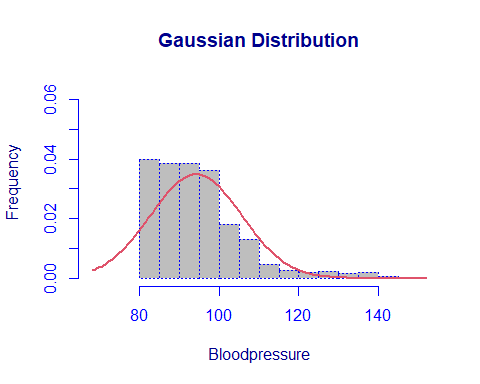 Gaussian Distribution
Frequency
0.06
0.04
0.02
0.00
80 100 120 140
Bloodpressure